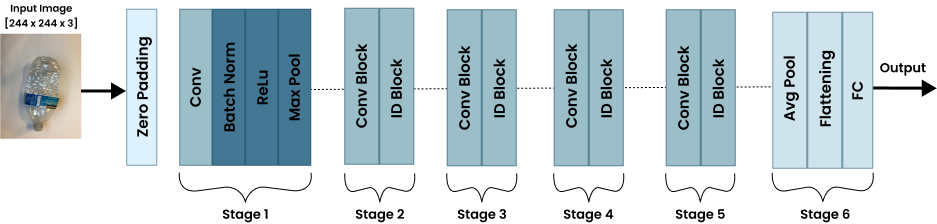 Input Image
[244 x 244 x 3]
Zero Padding
Conv
Batch Norm
ReLu
Max Pool
Stage 1
Conv Block
ID Block
Stage 2
Conv Block
ID Block
Stage 3
Conv Block
ID Block
Stage 4
Conv Block
ID Block
Stage 5
Avg Pool
Flattening
FC
Stage 6
Output